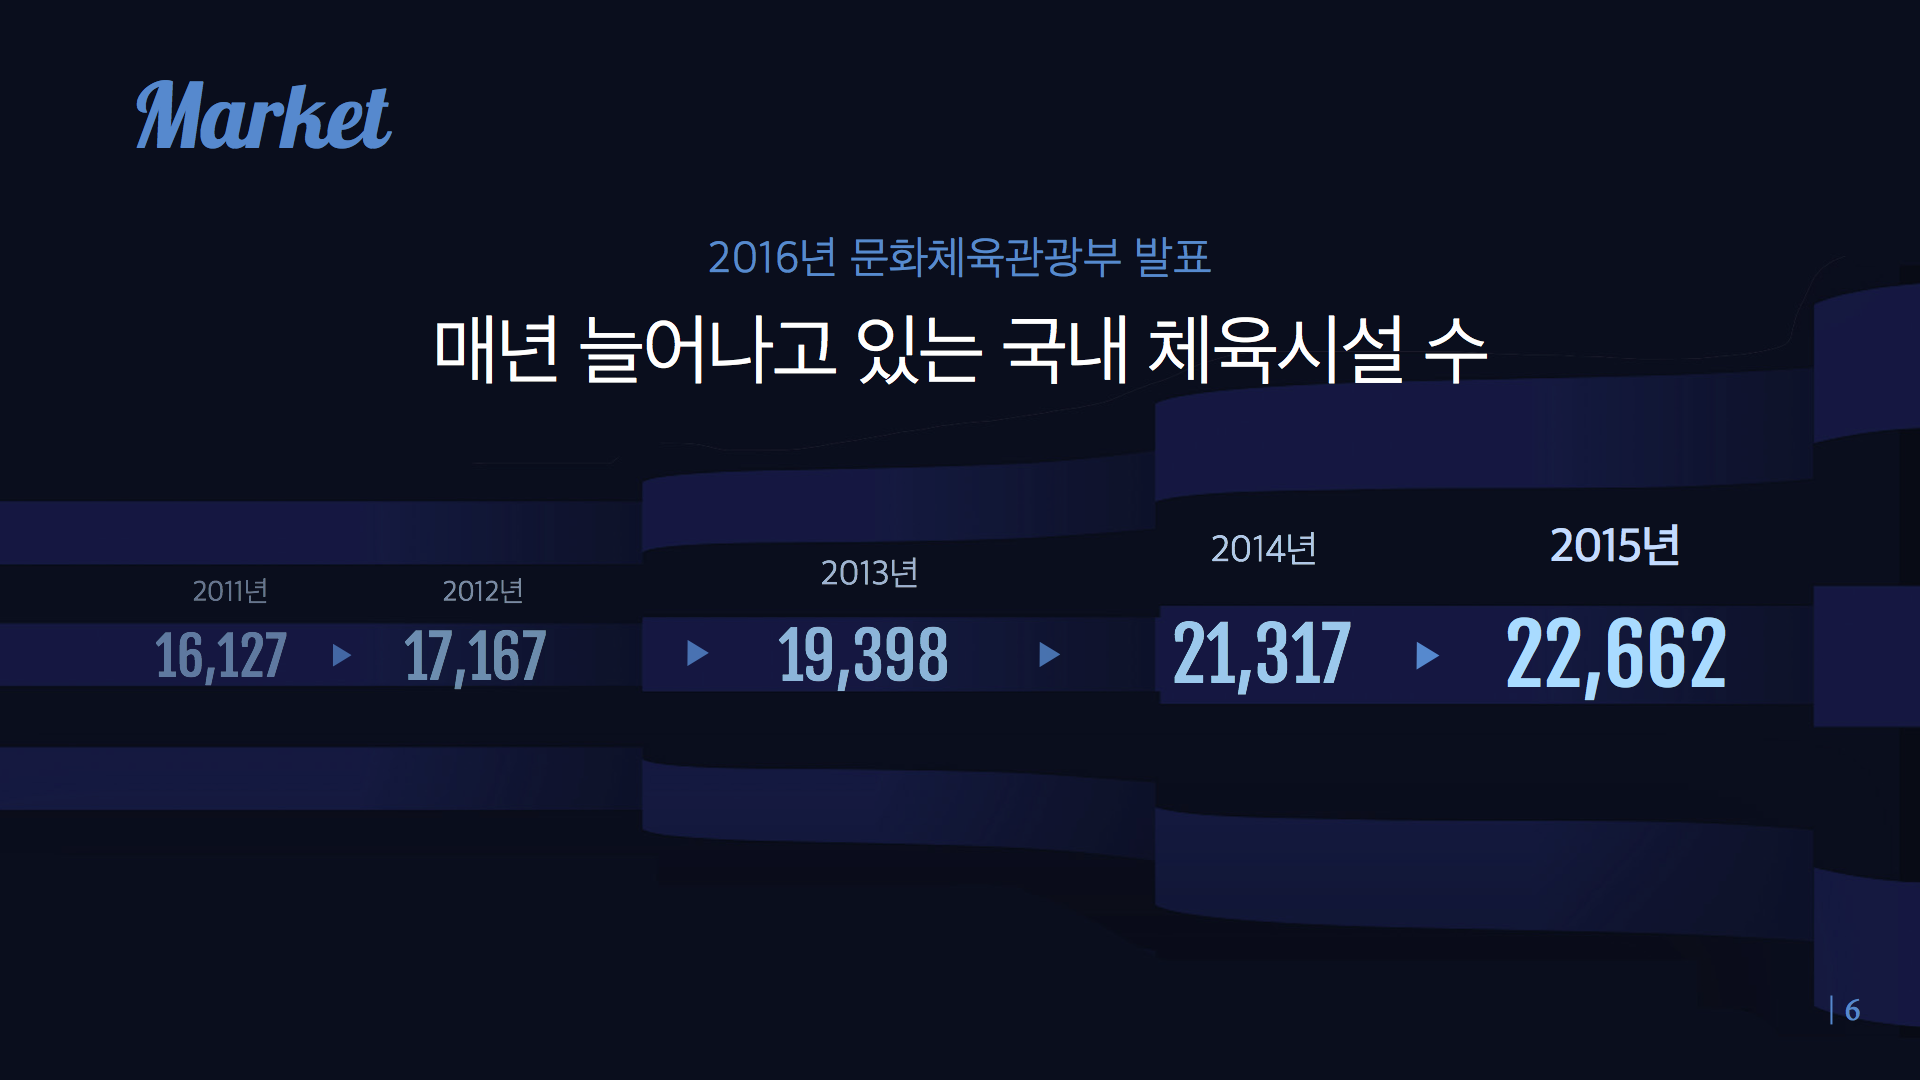 Market
2016년 문화체육관광부 발표
매년 늘어나고 있는 국내 체육시설 수
2011년 2012년 2013년 2014년 2015년
16,127 ▶ 17,167 ▶ 19,398 ▶ 21,317 ▶ 22,662
| 6